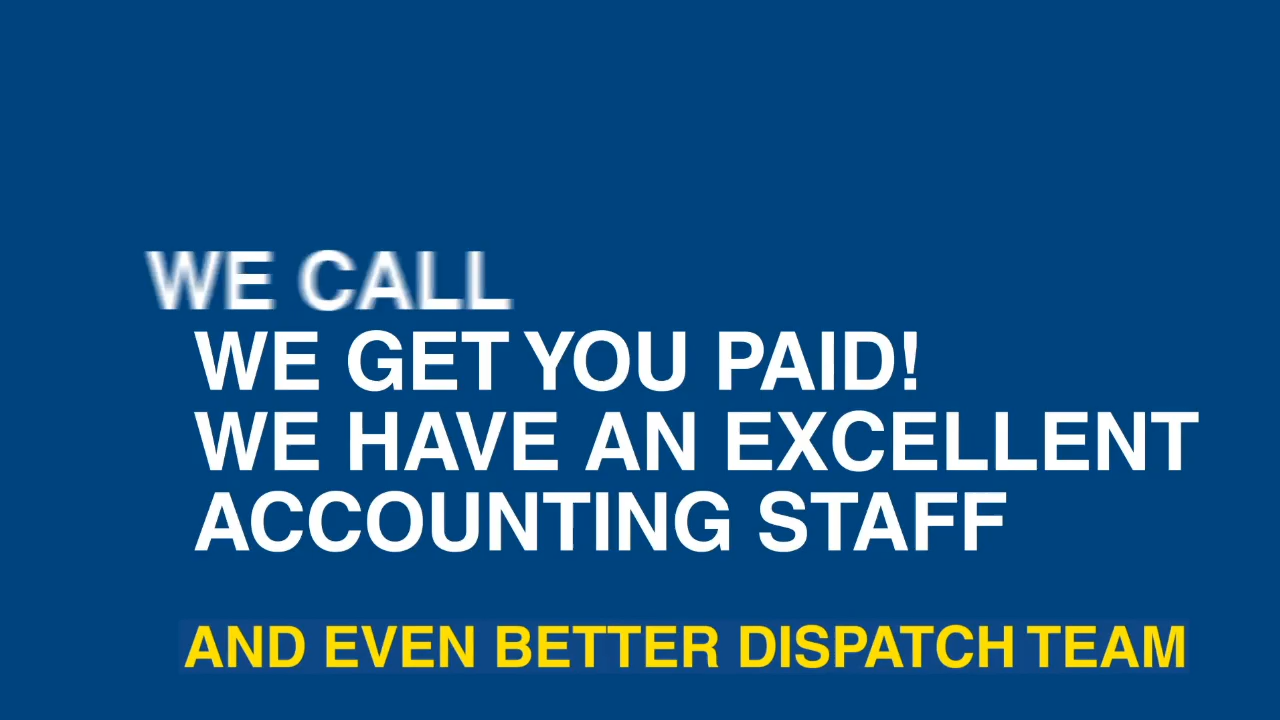 WE CALL
WE GET YOU PAID!
WE HAVE AN EXCELLENT
ACCOUNTING STAFF
AND EVEN BETTER DISPATCH TEAM